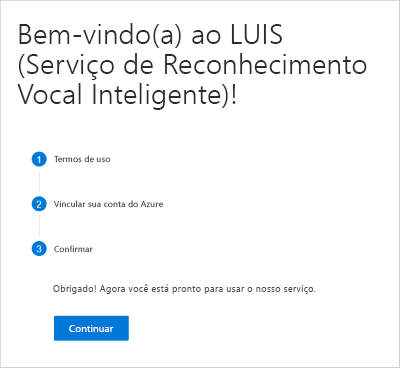 Bem-vindo(a) ao LUIS
(Serviço de Reconhecimento
Vocal Inteligente)!
1 Termos de uso
2 Vincular sua conta do Azure
3 Confirmar
Obrigado! Agora você está pronto para usar o nosso serviço.
Continuar